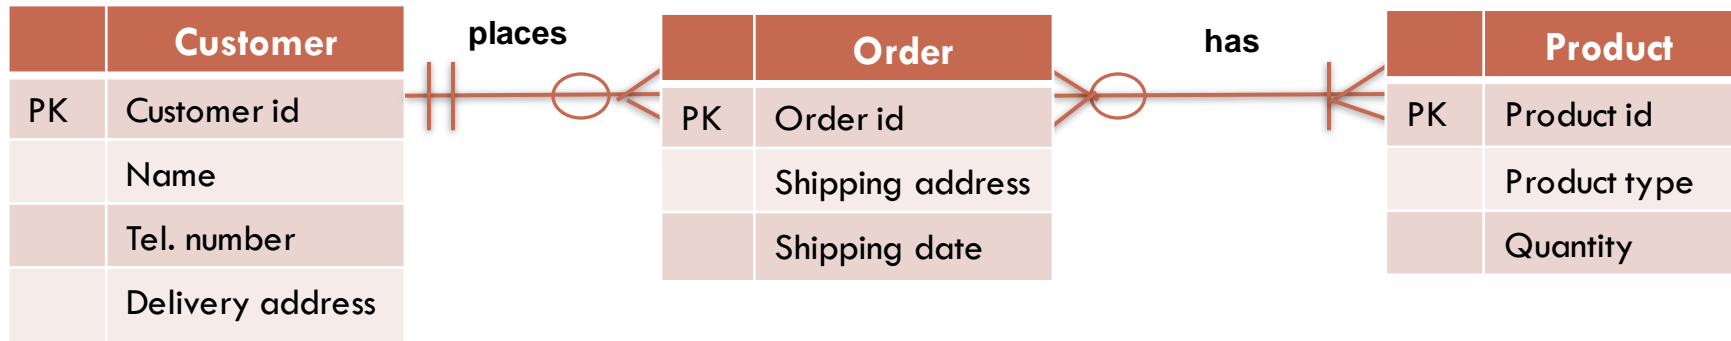 Customer
PK Customer id
Name
Tel. number
Delivery address
places
Order
PK Order id
Shipping address
Shipping date
has
Product
PK Product id
Product type
Quantity